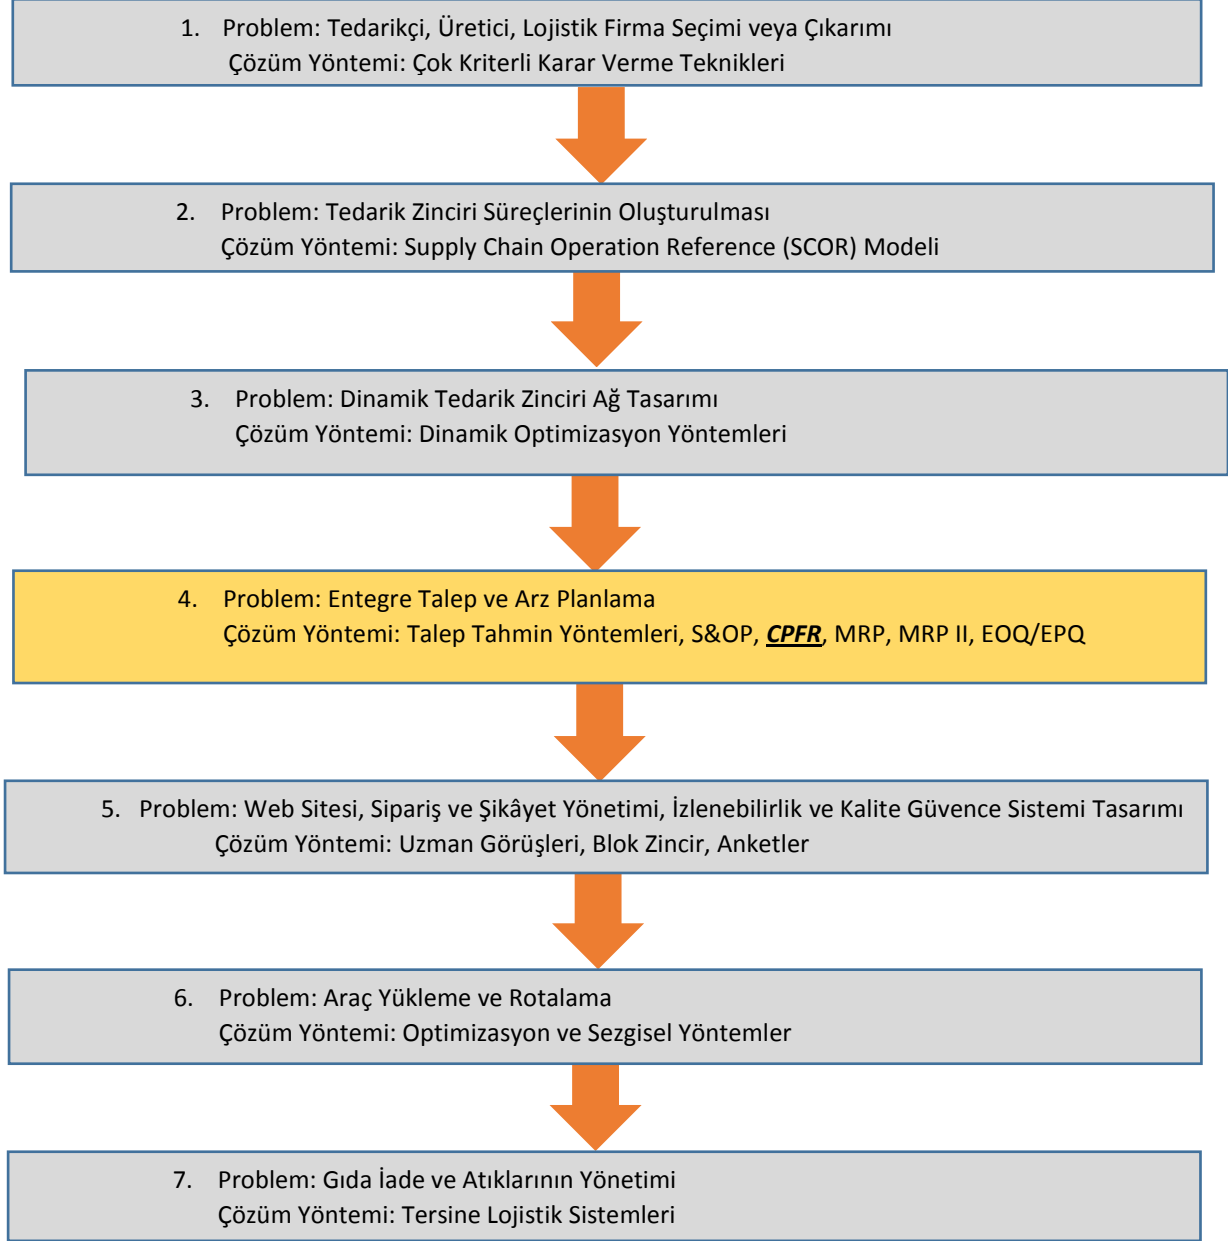 1. Problem: Tedarikçi, Üretici, Lojistik Firma Seçimi veya Çıkarımı
Çözüm Yöntemi: Çok Kriterli Karar Verme Teknikleri
2. Problem: Tedarik Zinciri Süreçlerinin Oluşturulması
Çözüm Yöntemi: Supply Chain Operation Reference (SCOR) Modeli
3. Problem: Dinamik Tedarik Zinciri Ağ Tasarımı
Çözüm Yöntemi: Dinamik Optimizasyon Yöntemleri
4. Problem: Entegre Talep ve Arz Planlama
Çözüm Yöntemi: Talep Tahmin Yöntemleri, S&OP, CPFR, MRP, MRP II, EOQ/EPQ
5. Problem: Web Sitesi, Sipariş ve Şikâyet Yönetimi, İzlenebilirlik ve Kalite Güvence Sistemi Tasarımı
Çözüm Yöntemi: Uzman Görüşleri, Blok Zincir, Anketler
6. Problem: Araç Yükleme ve Rotalama
Çözüm Yöntemi: Optimizasyon ve Sezgisel Yöntemler
7. Problem: Gıda İade ve Atıklarının Yönetimi
Çözüm Yöntemi: Tersine Lojistik Sistemleri